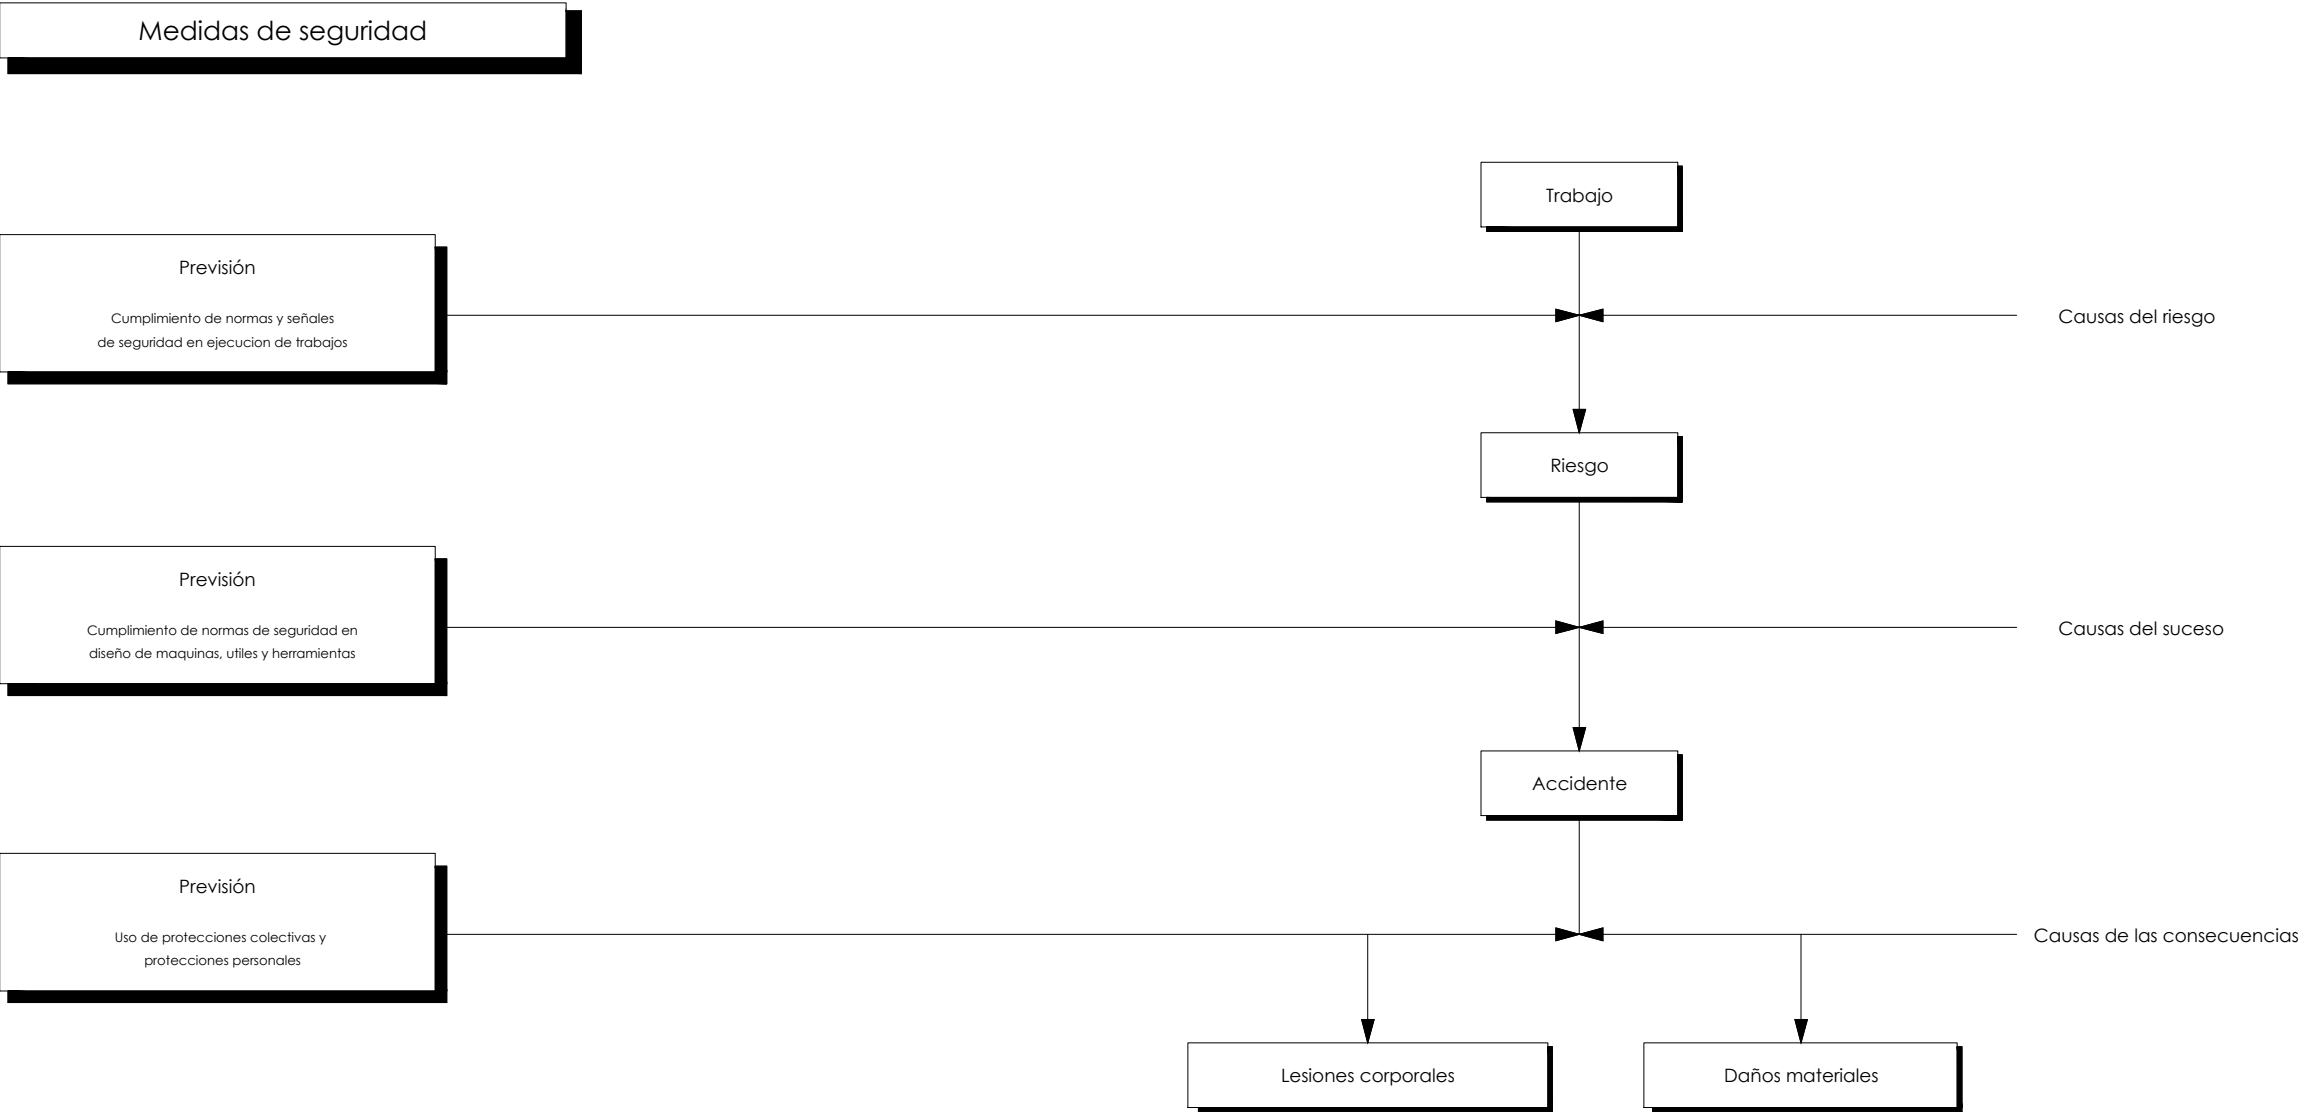 Medidas de seguridad
Trabajo
Previsión
Cumplimiento de normas y señales
de seguridad en ejecucion de trabajos
Causas del riesgo
Riesgo
Previsión
Cumplimiento de normas de seguridad en
diseño de maquinas, utiles y herramientas
Causas del suceso
Accidente
Previsión
Uso de protecciones colectivas y
protecciones personales
Causas de las consecuencias
Lesiones corporales
Daños materiales